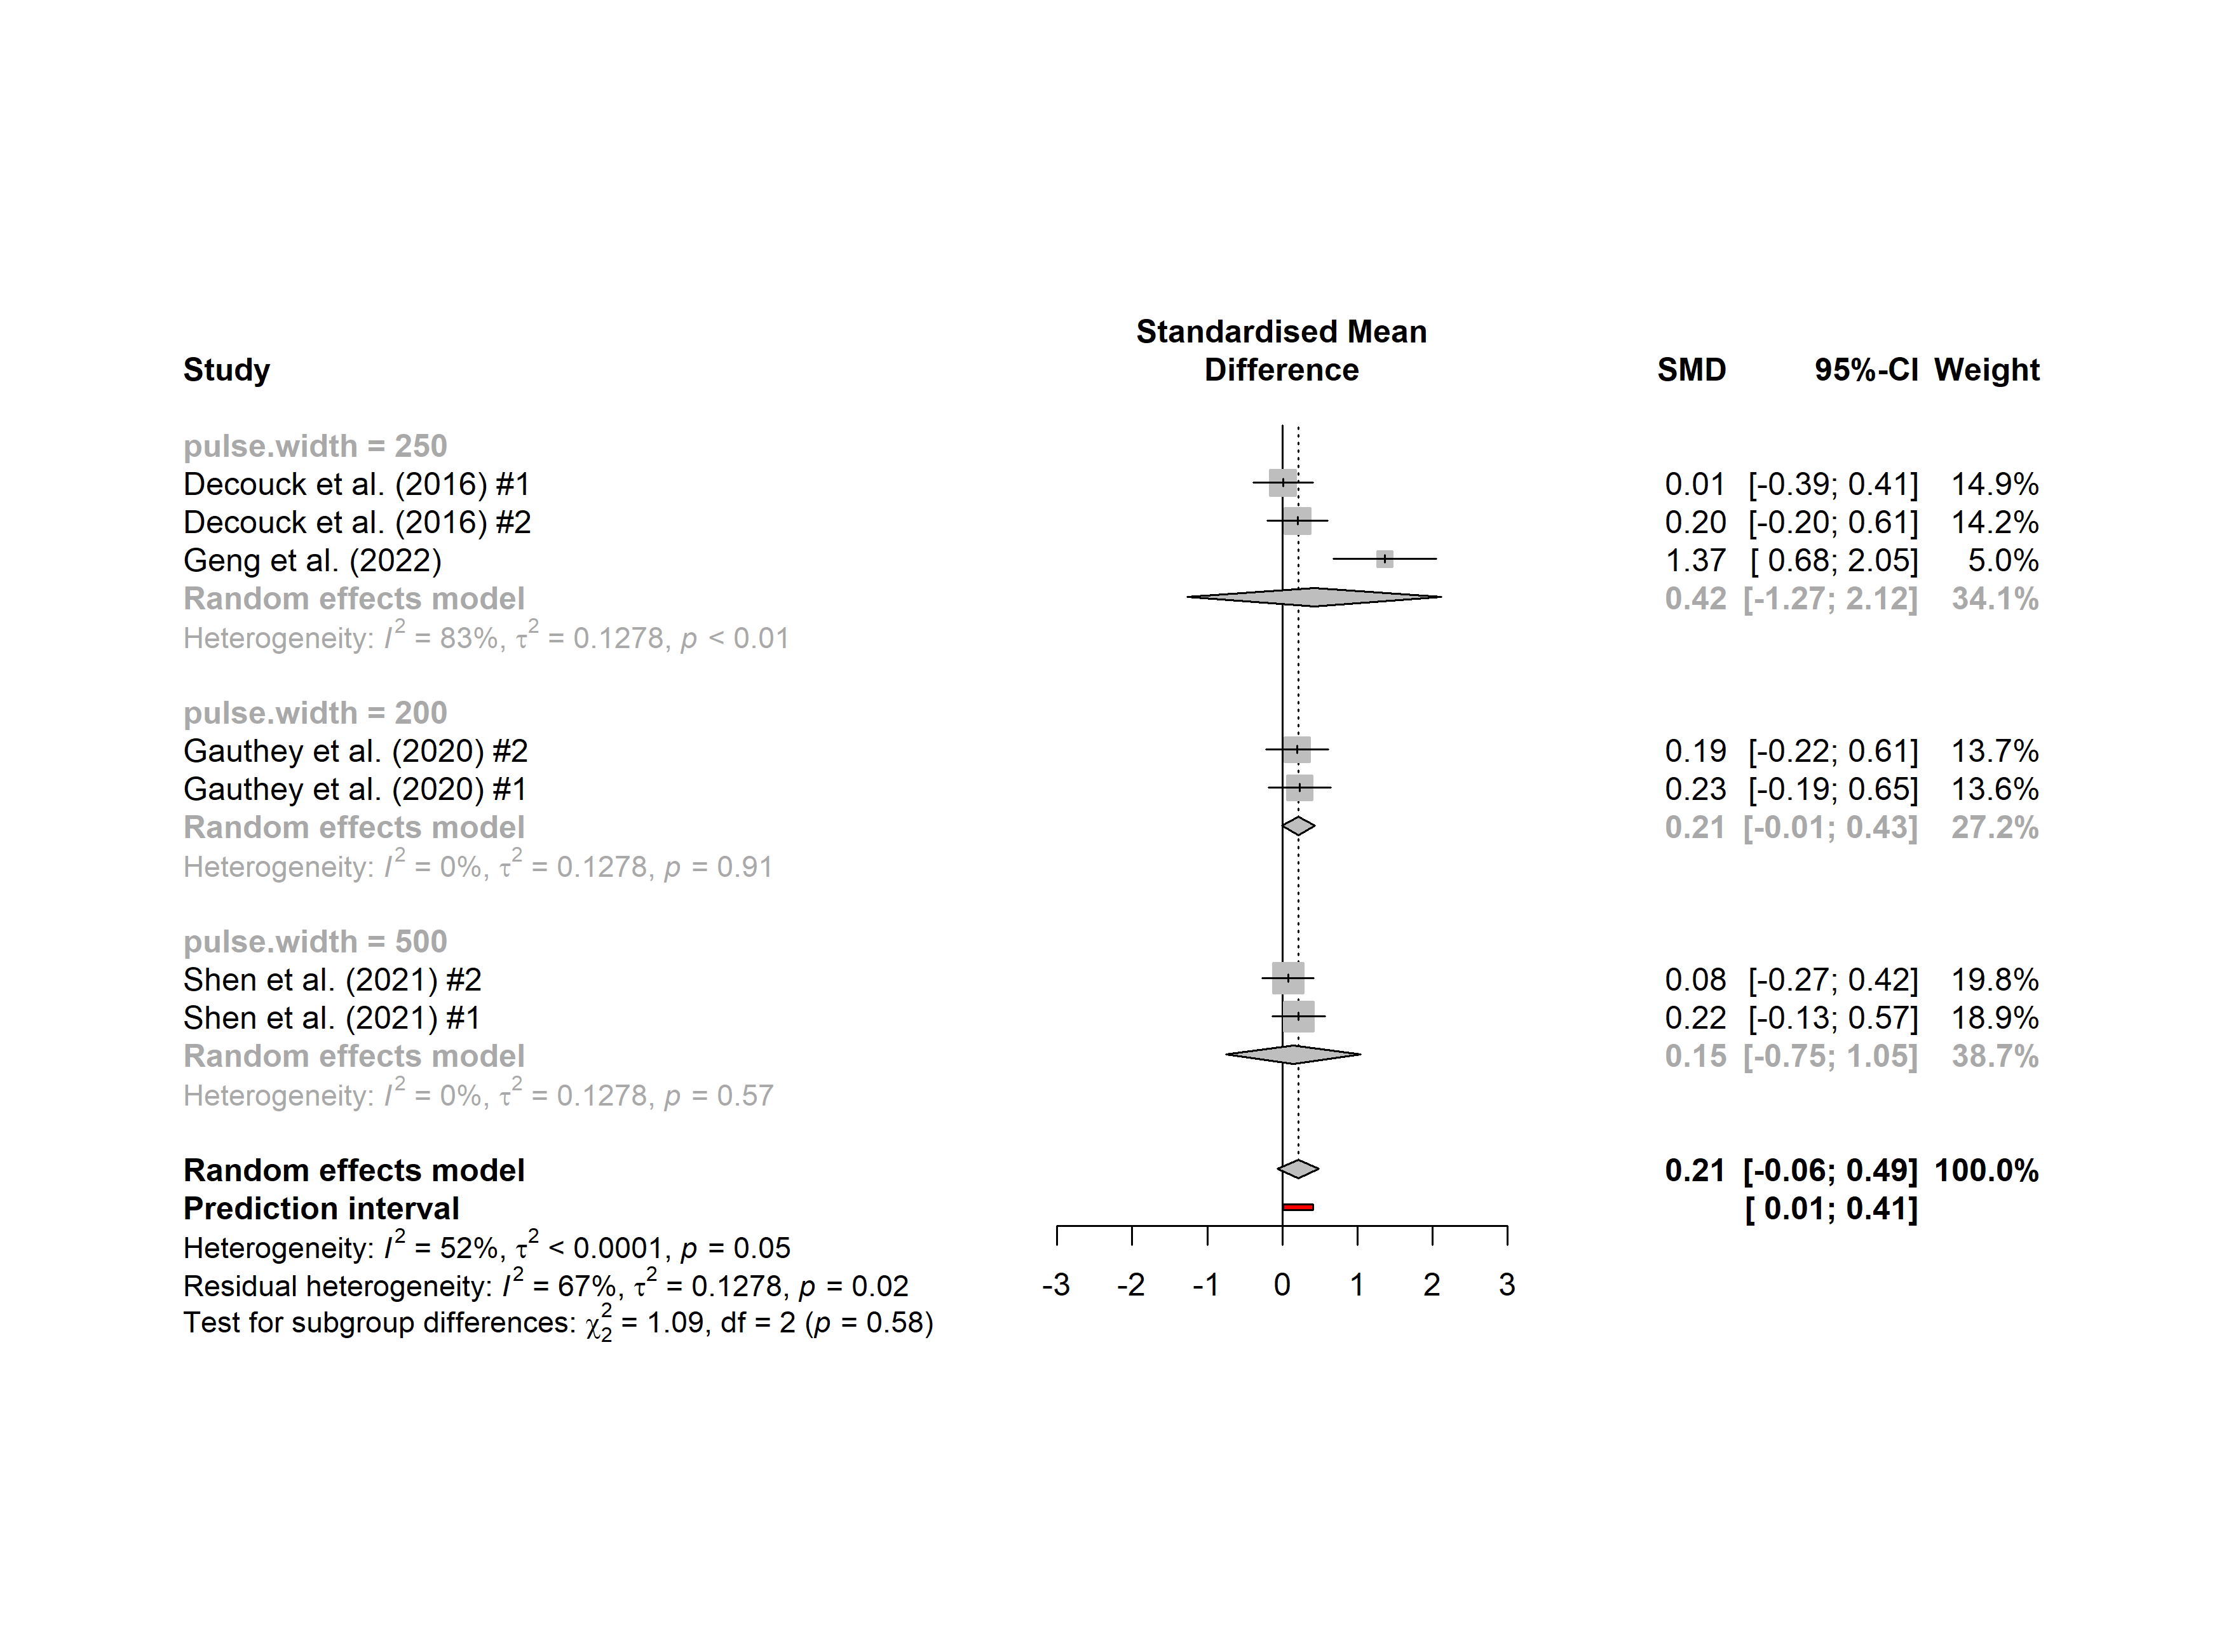 Standardised Mean
Study Difference SMD 95%-CI Weight
pulse.width = 250
Decouck et al. (2016) #1 0.01 [-0.39; 0.41] 14.9%
Decouck et al. (2016) #2 0.20 [-0.20; 0.61] 14.2%
Geng et al. (2022) 1.37 [ 0.68; 2.05] 5.0%
Random effects model 0.42 [-1.27; 2.12] 34.1%
Heterogeneity: I² = 83%, τ² = 0.1278, p < 0.01
pulse.width = 200
Gauthey et al. (2020) #2 0.19 [-0.22; 0.61] 13.7%
Gauthey et al. (2020) #1 0.23 [-0.19; 0.65] 13.6%
Random effects model 0.21 [-0.01; 0.43] 27.2%
Heterogeneity: I² = 0%, τ² = 0.1278, p = 0.91
pulse.width = 500
Shen et al. (2021) #2 0.08 [-0.27; 0.42] 19.8%
Shen et al. (2021) #1 0.22 [-0.13; 0.57] 18.9%
Random effects model 0.15 [-0.75; 1.05] 38.7%
Heterogeneity: I² = 0%, τ² = 0.1278, p = 0.57
Random effects model 0.21 [-0.06; 0.49] 100.0%
Prediction interval [ 0.01; 0.41]
Heterogeneity: I² = 52%, τ² < 0.0001, p = 0.05
Residual heterogeneity: I² = 67%, τ² = 0.1278, p = 0.02
-3 -2 -1 0 1 2 3
Test for subgroup differences: χ²₂ = 1.09, df = 2 (p = 0.58)